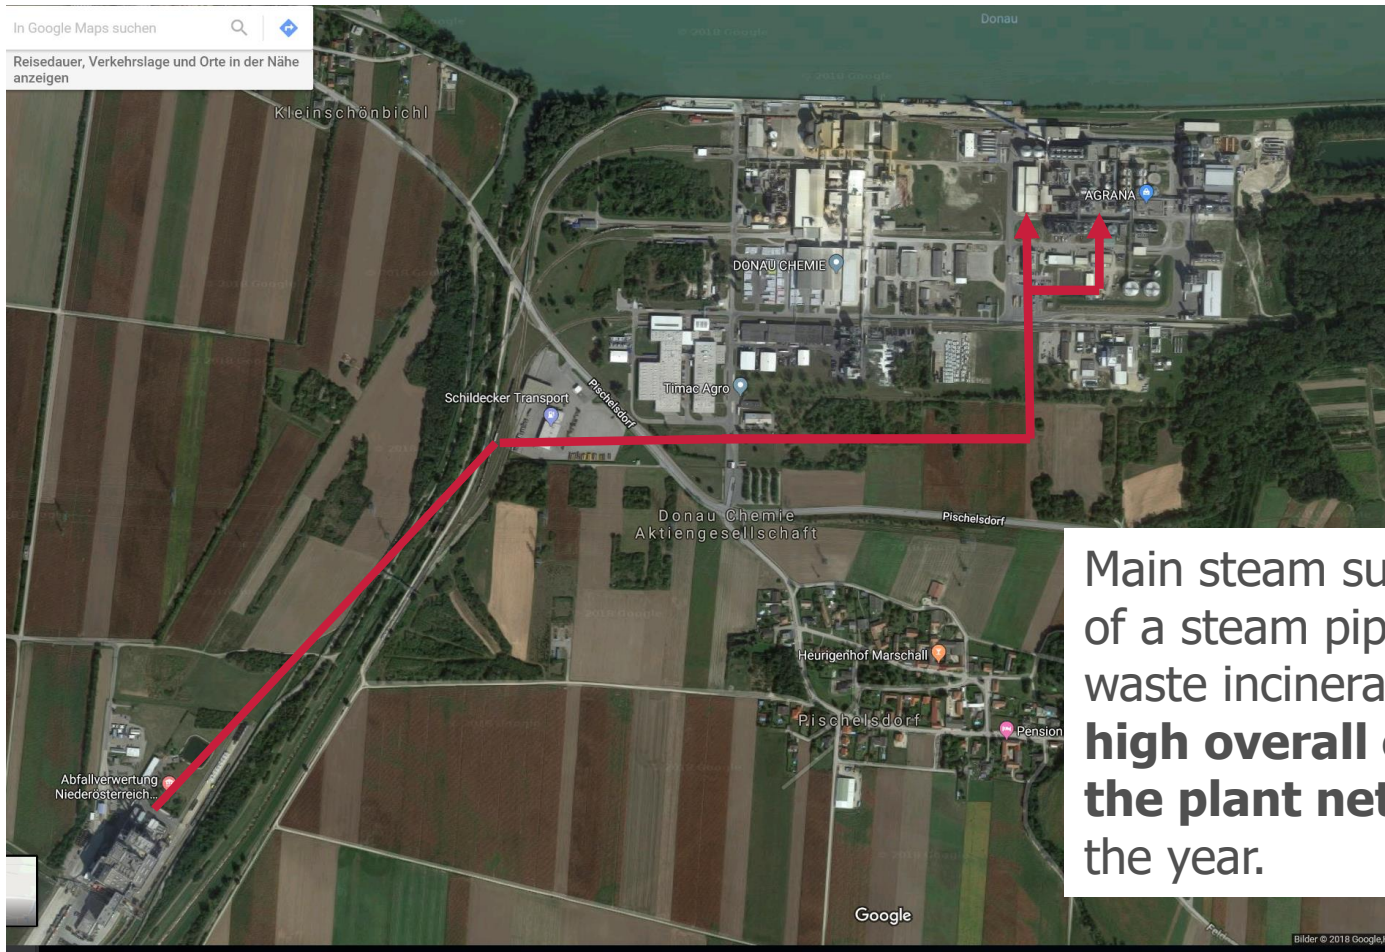 In Google Maps suchen
Reisedauer, Verkehrslage und Orte in der Nähe
anzeigen
Donau
Kleinschönbichl
AGRANA
DONAU CHEMIE
Timac Agro
Schildecker Transport
Pischelsdorf
Donau Chemie
Aktiengesellschaft
Pischelsdorf
Heurigenhof Marschall
Pischelsdorf
Pension
Abfallverwertung
Niederösterreich...
Main steam su
of a steam pip
waste incinera
high overall
the plant net
the year.
Google
Bilder © 2018 Google